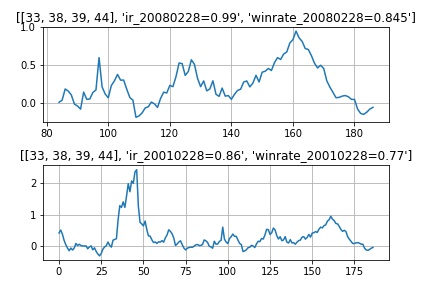 [[33, 38, 39, 44], 'ir_20080228=0.99', 'winrate_20080228=0.845']
1.0
0.5
0.0
80 100 120 140 160 180
[[33, 38, 39, 44], 'ir_20010228=0.86', 'winrate_20010228=0.77']
2
1
0
0 25 50 75 100 125 150 175